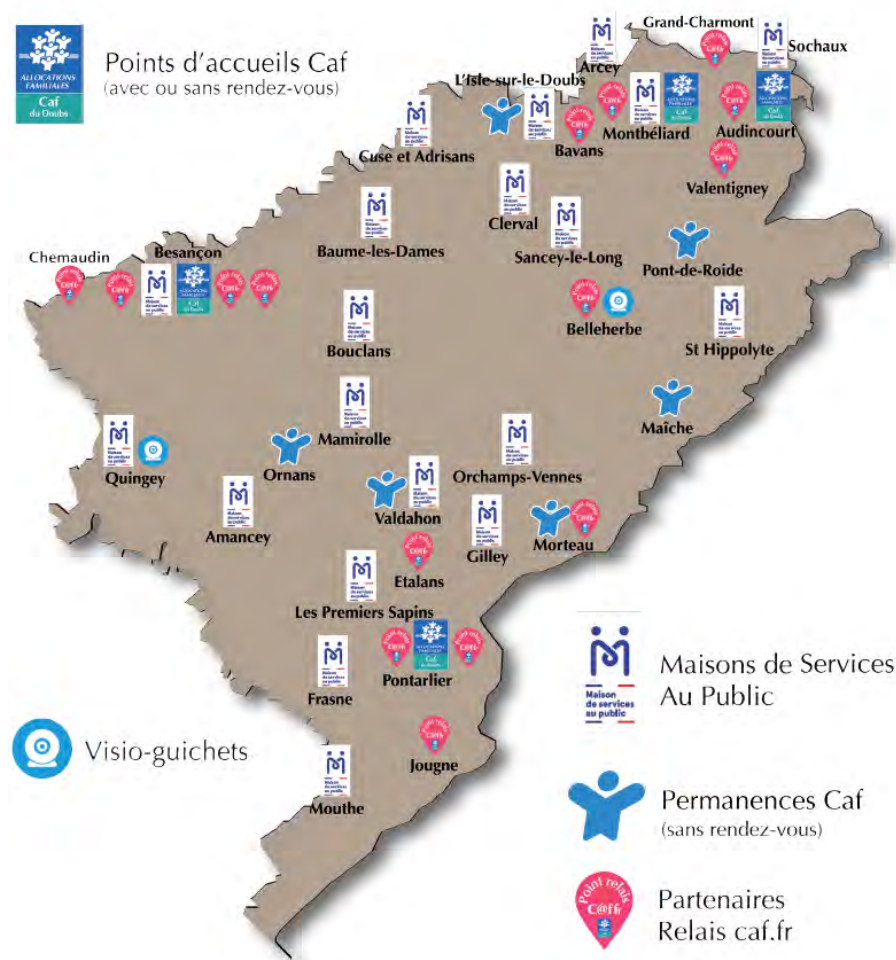 Grand-Charmont
Sochaux
Arcey
ALLOCATIONS
FAMILIALES
Caf
du Doubs
Points d'accueils Caf
(avec ou sans rendez-vous)
L'Isle-sur-le-Doubs
Cuse et Adrisans
Bavans
Monthéliard
Audincourt
Valentigney
Clerval
Baume-les-Dames
Sancey-le-Long
Pont-de-Roide
Chemaudin
Besançon
Belleherbe
Bouclans
St Hippolyte
Mamirolle
Maîche
Quingey
Ornans
Orchamps-Vennes
Valdahon
Amancey
Gilley
Morteau
Etalans
Les Premiers Sapins
Pontarlier
Frasne
Jougne
Mouthe
Maison
de services
au public
Maisons de Services
Au Public
Visio-guichets
Permanences Caf
(sans rendez-vous)
Point relais
C@ffr
Partenaires
Relais caf.fr